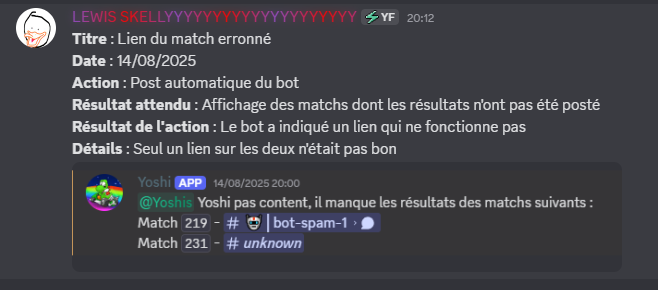 LEWIS SKELLYYYYYYYYYYYYYYYYYYYYY YF 20:12
Titre : Lien du match erronné
Date : 14/08/2025
Action : Post automatique du bot
Résultat attendu : Affichage des matchs dont les résultats n'ont pas été posté
Résultat de l'action : Le bot a indiqué un lien qui ne fonctionne pas
Détails : Seul un lien sur les deux n'était pas bon
Yoshi APP 14/08/2025 20:00
@Yoshis Yoshi pas content, il manque les résultats des matchs suivants :
Match 219 - # | bot-spam-1 ›
Match 231 - # unknown